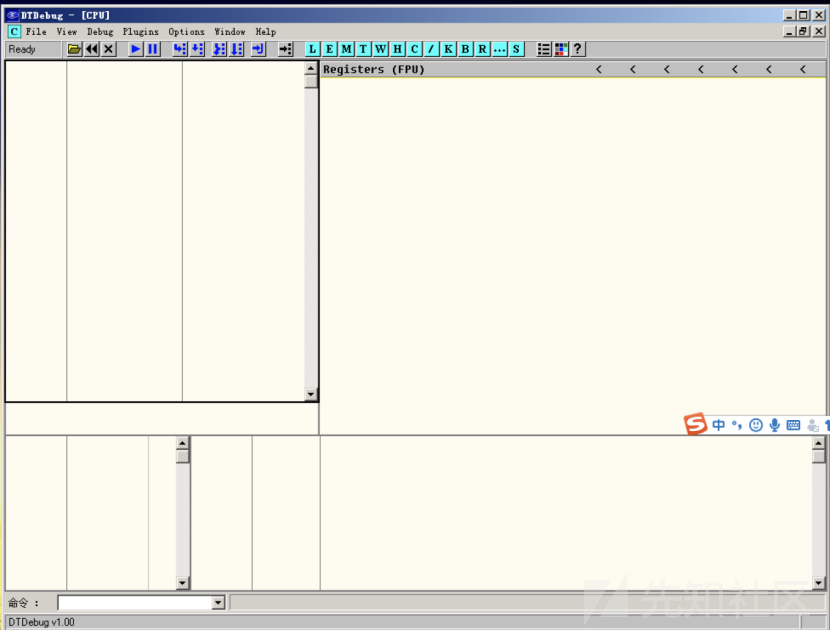 DTDebug - [CPU]
C File View Debug Plugins Options Window Help
Ready L E M T W H C / K B R ... S ?
Registers (FPU) < < < < < < <
S 中
命令 :
先知社区
DTDebug v1.00